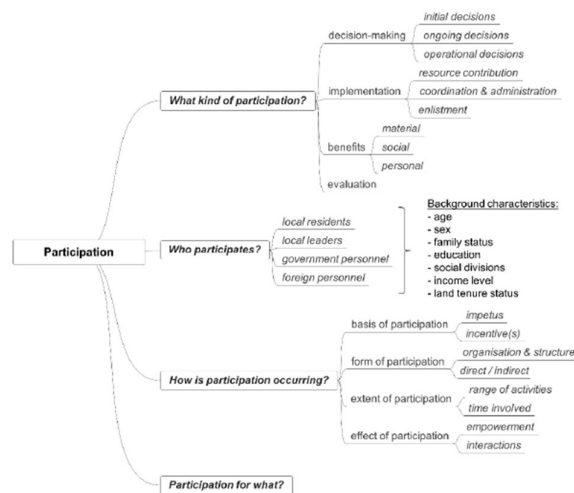 Participation
What kind of participation?
decision-making
initial decisions
ongoing decisions
operational decisions
implementation
resource contribution
coordination & administration
enlistment
benefits
material
social
personal
evaluation
Who participates?
local residents
local leaders
government personnel
foreign personnel
Background characteristics:
- age
- sex
- family status
- education
- social divisions
- income level
- land tenure status
How is participation occurring?
basis of participation
impetus
incentive(s)
form of participation
organisation & structure
direct / indirect
extent of participation
range of activities
time involved
effect of participation
empowerment
interactions
Participation for what?